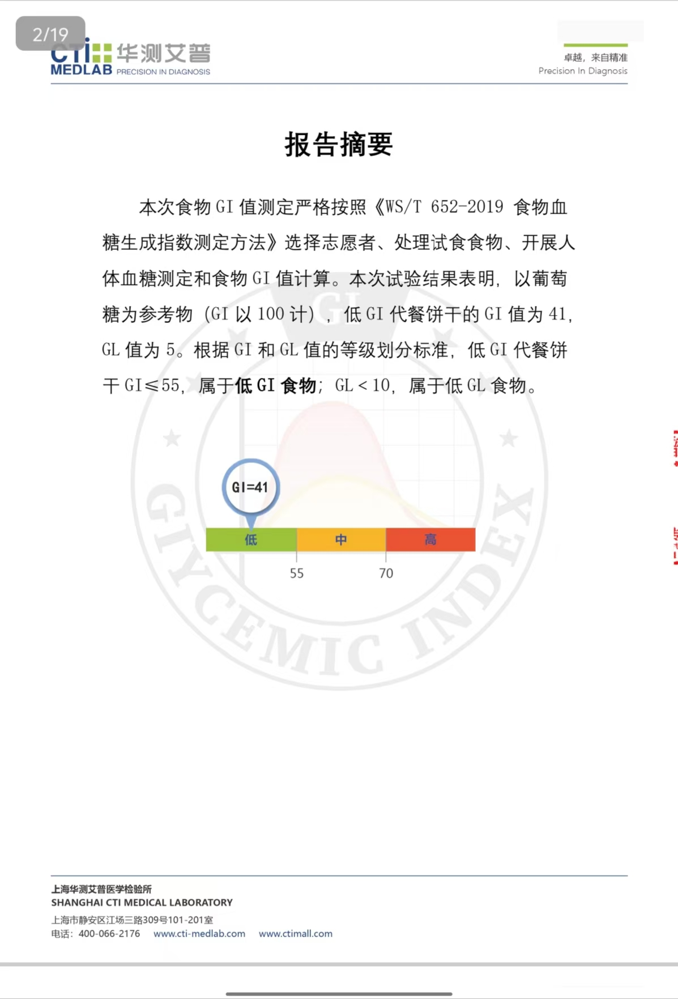 2/19
CTI 华测艾普
MEDLAB PRECISION IN DIAGNOSIS
卓越，来自精准
Precision In Diagnosis
报告摘要
本次食物 GI 值测定严格按照《WS/T 652-2019 食物血
糖生成指数测定方法》选择志愿者、处理试食食物、开展人
体血糖测定和食物 GI 值计算。本次试验结果表明，以葡萄
糖为参考物（GI 以 100 计），低 GI 代餐饼干的 GI 值为 41，
GL 值为 5。根据 GI 和 GL 值的等级划分标准，低 GI 代餐饼
干 GI≤55，属于低 GI 食物；GL＜10，属于低 GL 食物。
GI
GI=41
低 中 高
55 70
GIYCEMIC INDEX
上海华测艾普医学检验所
SHANGHAI CTI MEDICAL LABORATORY
上海市静安区江场三路309号101-201室
电话：400-066-2176 www.cti-medlab.com www.ctimall.com